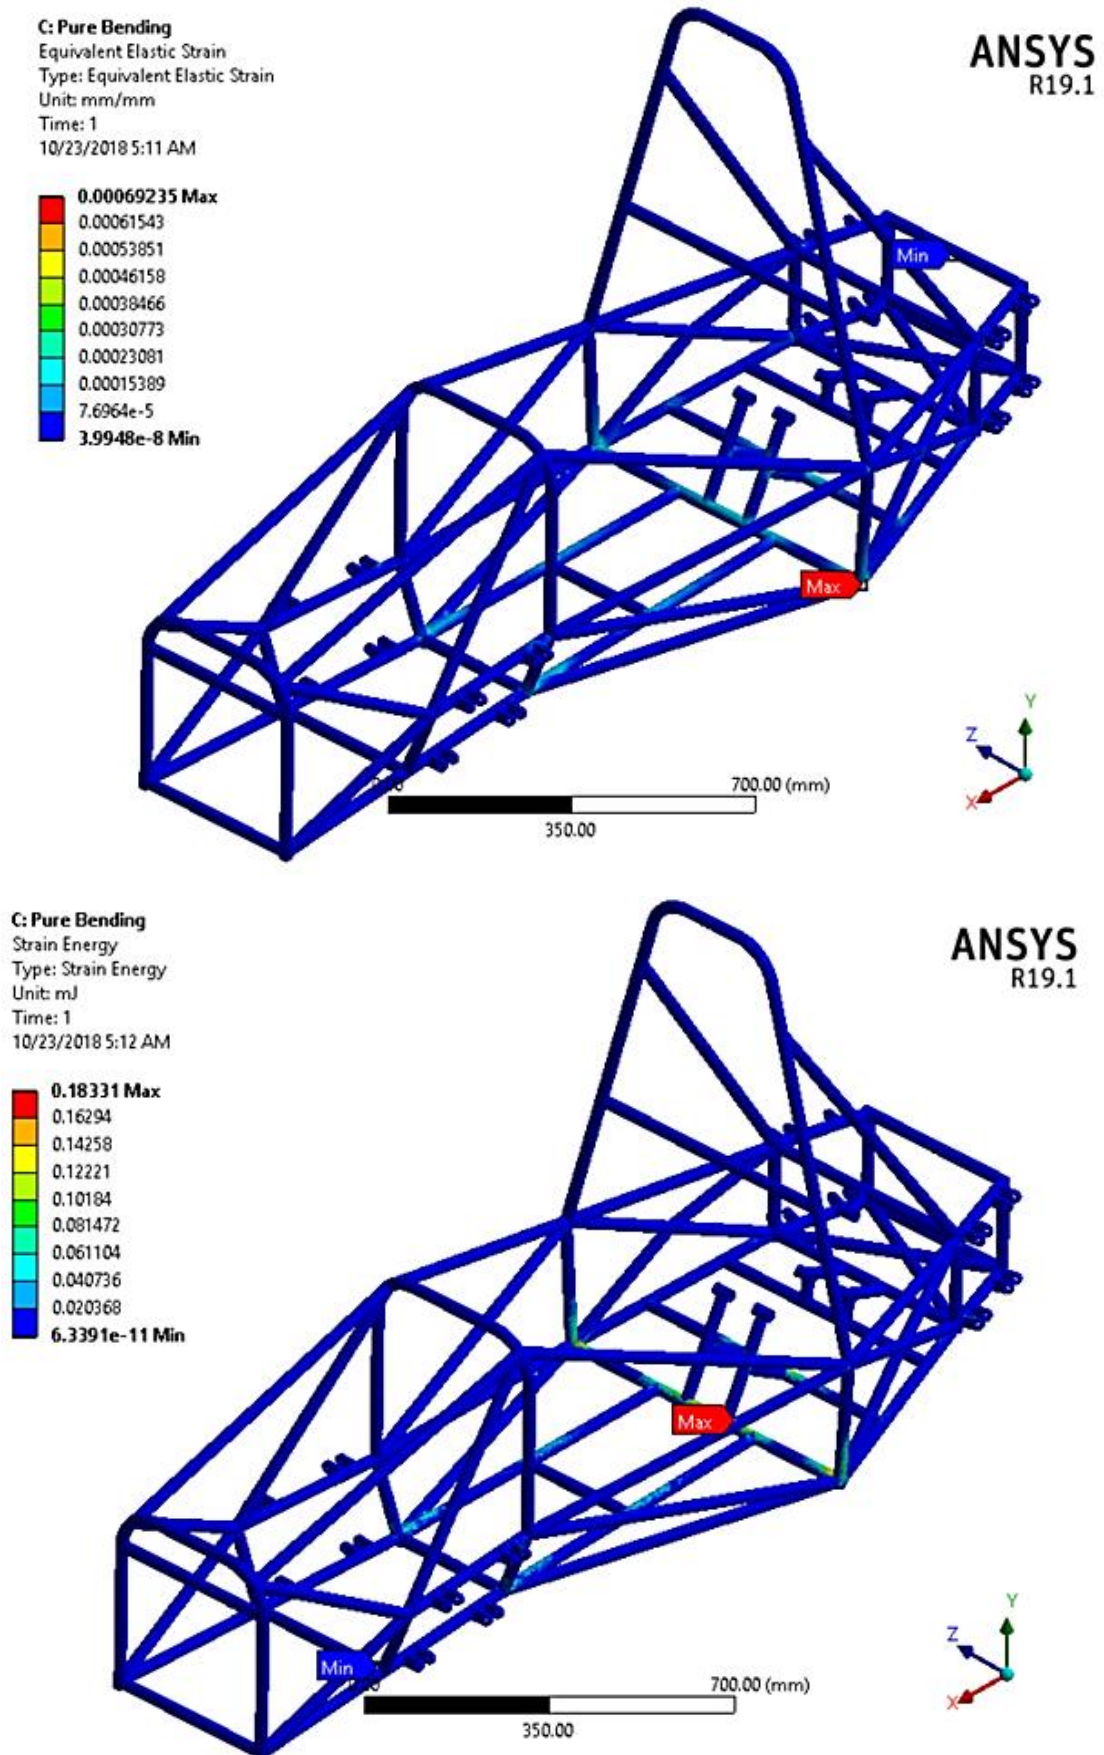 C: Pure Bending
Equivalent Elastic Strain
Type: Equivalent Elastic Strain
Unit: mm/mm
Time: 1
10/23/2018 5:11 AM
ANSYS
R19.1
0.00069235 Max
0.00061543
0.00053851
0.00046158
0.00038466
0.00030773
0.00023081
0.00015389
7.6964e-5
3.9948e-8 Min
Min
Max
700.00 (mm)
350.00
Y
Z
X
C: Pure Bending
Strain Energy
Type: Strain Energy
Unit: mJ
Time: 1
10/23/2018 5:12 AM
ANSYS
R19.1
0.18331 Max
0.16294
0.14258
0.12221
0.10184
0.081472
0.061104
0.040736
0.020368
6.3391e-11 Min
Max
Min
700.00 (mm)
350.00
Y
Z
X